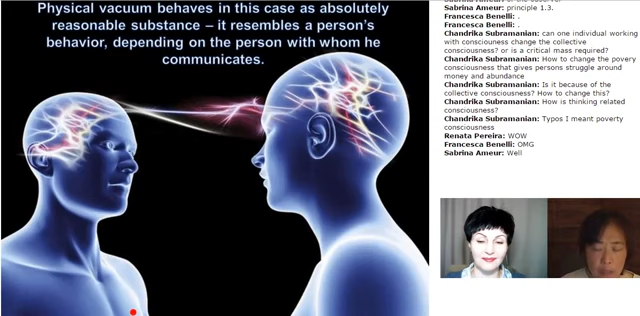 Physical vacuum behaves in this case as absolutely
reasonable substance – it resembles a person's
behavior, depending on the person with whom he
communicates.
Sabrina Ameur: principle 1.3.
Francesca Benelli: .
Francesca Benelli: .
Chandrika Subramanian: can one individual working
with consciouness change the collective
consciousness? or is a critical mass required?
Chandrika Subramanian: How to change the povery
consciousness that gives persons struggle around
money and abundance
Chandrika Subramanian: Is it because of the
collective consciousness? How to change this?
Chandrika Subramanian: How is thinking related
consciousness?
Chandrika Subramanian: Typos I meant poverty
consciousness
Renata Pereira: WOW
Francesca Benelli: OMG
Sabrina Ameur: Well